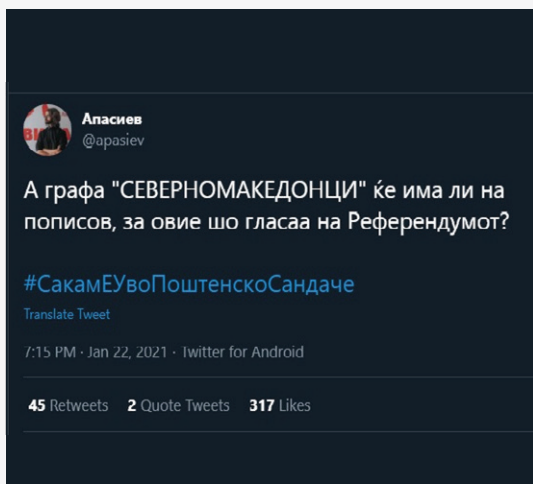 Апасиев
@apasiev
А графа "СЕВЕРНОМАКЕДОНЦИ" ќе има ли на
пописов, за овие шо гласаа на Референдумот?
#СакамЕУвоПоштенскоСандаче
Translate Tweet
7:15 PM · Jan 22, 2021 · Twitter for Android
45 Retweets 2 Quote Tweets 317 Likes